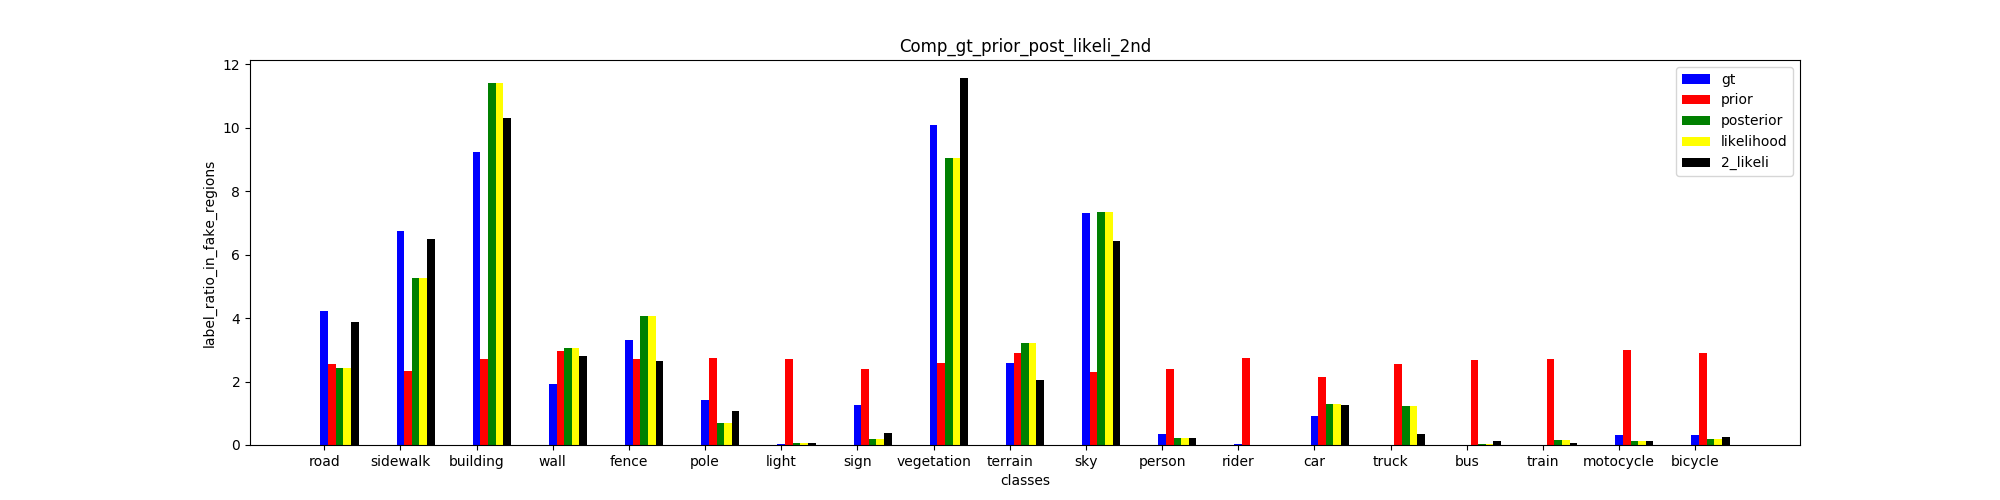 Comp_gt_prior_post_likeli_2nd
12
10
8
6
4
2
0
label_ratio_in_fake_regions
gt
prior
posterior
likelihood
2_likeli
road sidewalk building wall fence pole light sign vegetation terrain sky person rider car truck bus train motocycle bicycle
classes